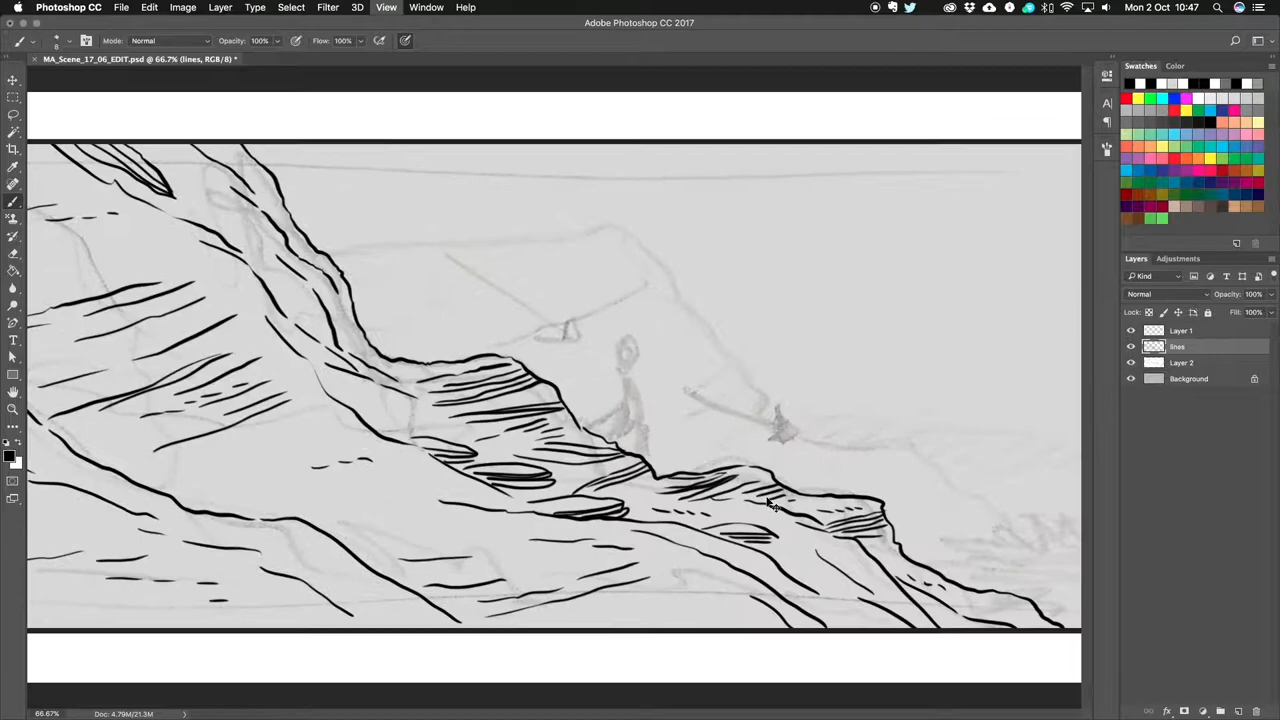 Photoshop CC File Edit Image Layer Type Select Filter 3D View Window Help Mon 2 Oct 10:47
Adobe Photoshop CC 2017
8 Mode: Normal Opacity: 100% Flow: 100%
MA_Scene_17_06_EDIT.psd @ 66.7% (lines, RGB/8) *
Swatches Color
Layers Adjustments
Kind
Normal Opacity: 100%
Lock: Fill: 100%
Layer 1
lines
Layer 2
Background
66.67% Doc: 4.79M/21.3M